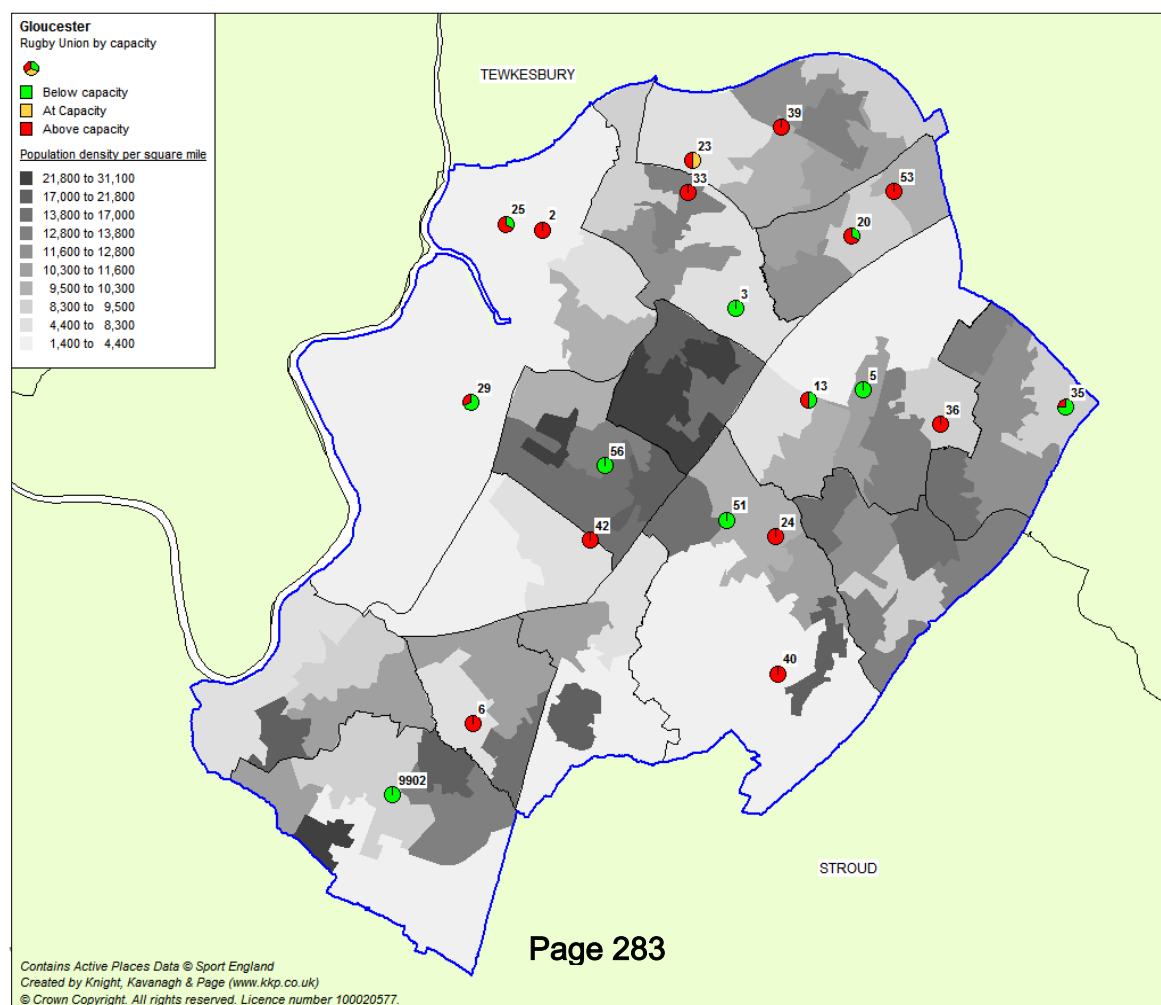 Gloucester
Rugby Union by capacity
Below capacity
At Capacity
Above capacity
Population density per square mile
21,800 to 31,100
17,000 to 21,800
13,800 to 17,000
12,800 to 13,800
11,600 to 12,800
10,300 to 11,600
9,500 to 10,300
8,300 to 9,500
4,400 to 8,300
1,400 to 4,400
TEWKESBURY
39
23
33
53
25
2
20
3
29
13
5
36
35
56
51
24
42
40
6
9902
STROUD
Page 283
Contains Active Places Data © Sport England
Created by Knight, Kavanagh & Page (www.kkp.co.uk)
© Crown Copyright. All rights reserved. Licence number 100020577.